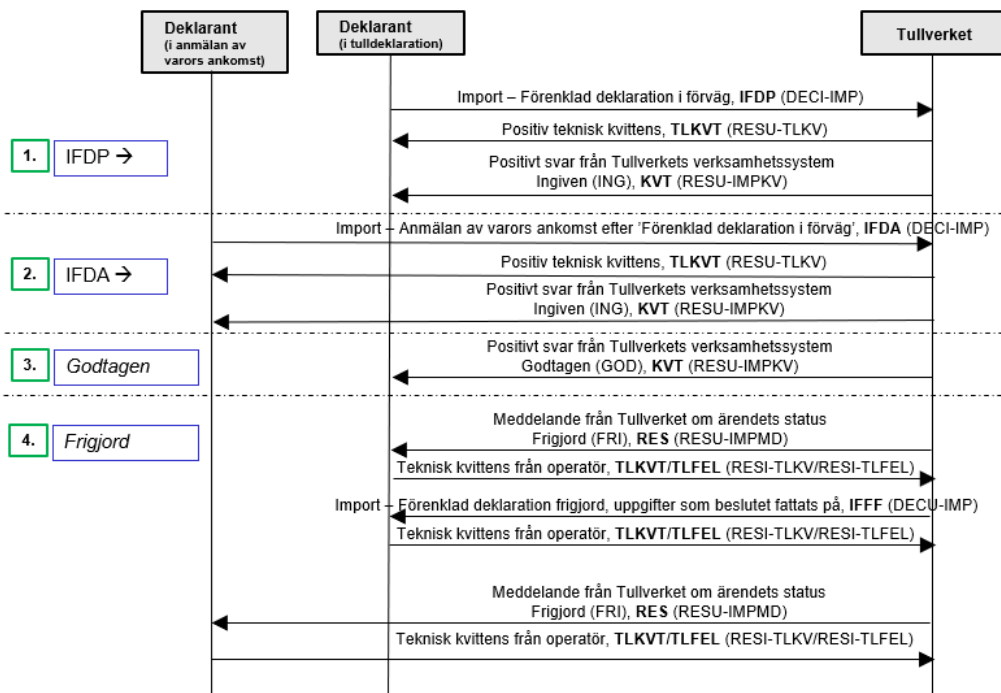 Deklarant
(i anmälan av
varors ankomst)
Deklarant
(i tulldeklaration)
Tullverket
Import – Förenklad deklaration i förväg, IFDP (DECI-IMP)
Positiv teknisk kvittens, TLKVT (RESU-TLKV)
1.
IFDP →
Positivt svar från Tullverkets verksamhetssystem
Ingiven (ING), KVT (RESU-IMPKV)
Import – Anmälan av varors ankomst efter 'Förenklad deklaration i förväg', IFDA (DECI-IMP)
2.
IFDA →
Positiv teknisk kvittens, TLKVT (RESU-TLKV)
Positivt svar från Tullverkets verksamhetssystem
Ingiven (ING), KVT (RESU-IMPKV)
3.
Godtagen
Positivt svar från Tullverkets verksamhetssystem
Godtagen (GOD), KVT (RESU-IMPKV)
4.
Frigjord
Meddelande från Tullverket om ärendets status
Frigjord (FRI), RES (RESU-IMPMD)
Teknisk kvittens från operatör, TLKVT/TLFEL (RESI-TLKV/RESI-TLFEL)
Import – Förenklad deklaration frigjord, uppgifter som beslutet fattats på, IFFF (DECU-IMP)
Teknisk kvittens från operatör, TLKVT/TLFEL (RESI-TLKV/RESI-TLFEL)
Meddelande från Tullverket om ärendets status
Frigjord (FRI), RES (RESU-IMPMD)
Teknisk kvittens från operatör, TLKVT/TLFEL (RESI-TLKV/RESI-TLFEL)